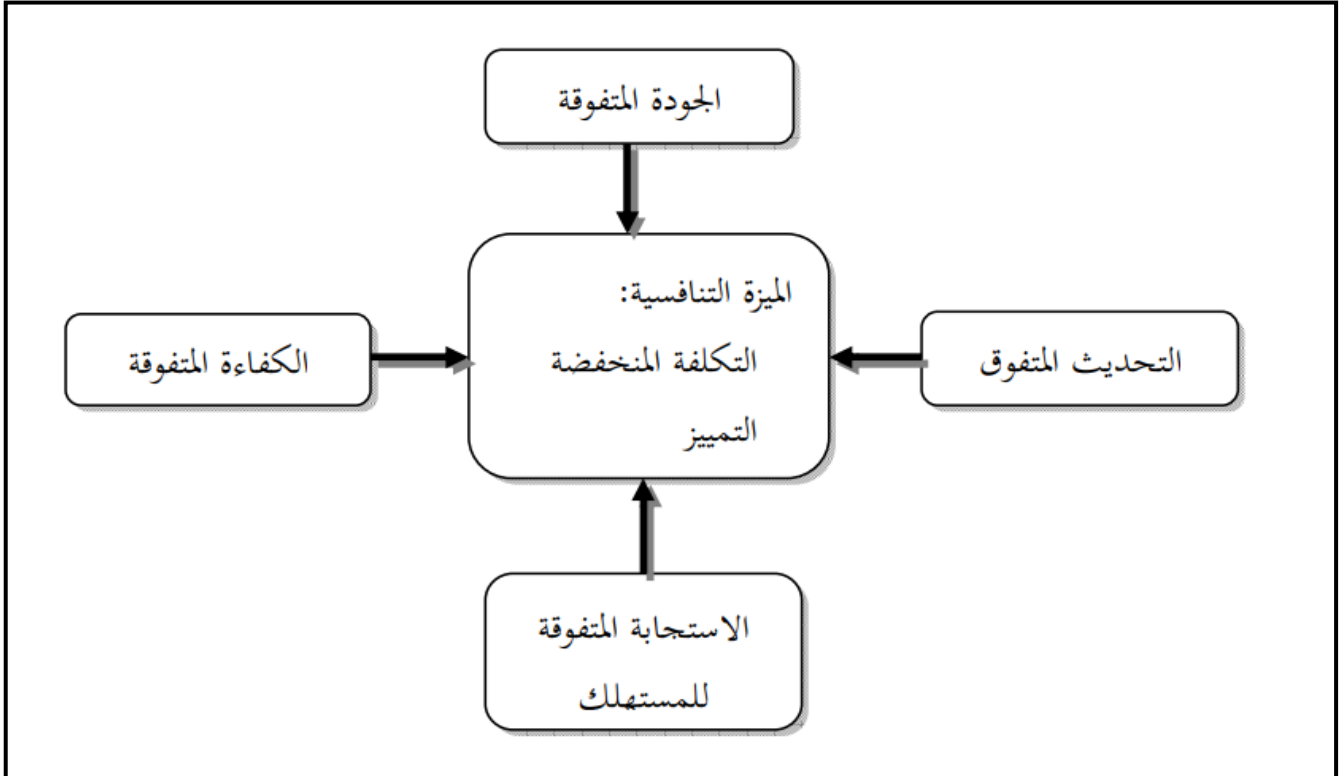 الجودة المتفوقة
الميزة التنافسية:
التكلفة المنخفضة
التمييز
التحديث المتفوق
الكفاءة المتفوقة
الاستجابة المتفوقة
للمستهلك